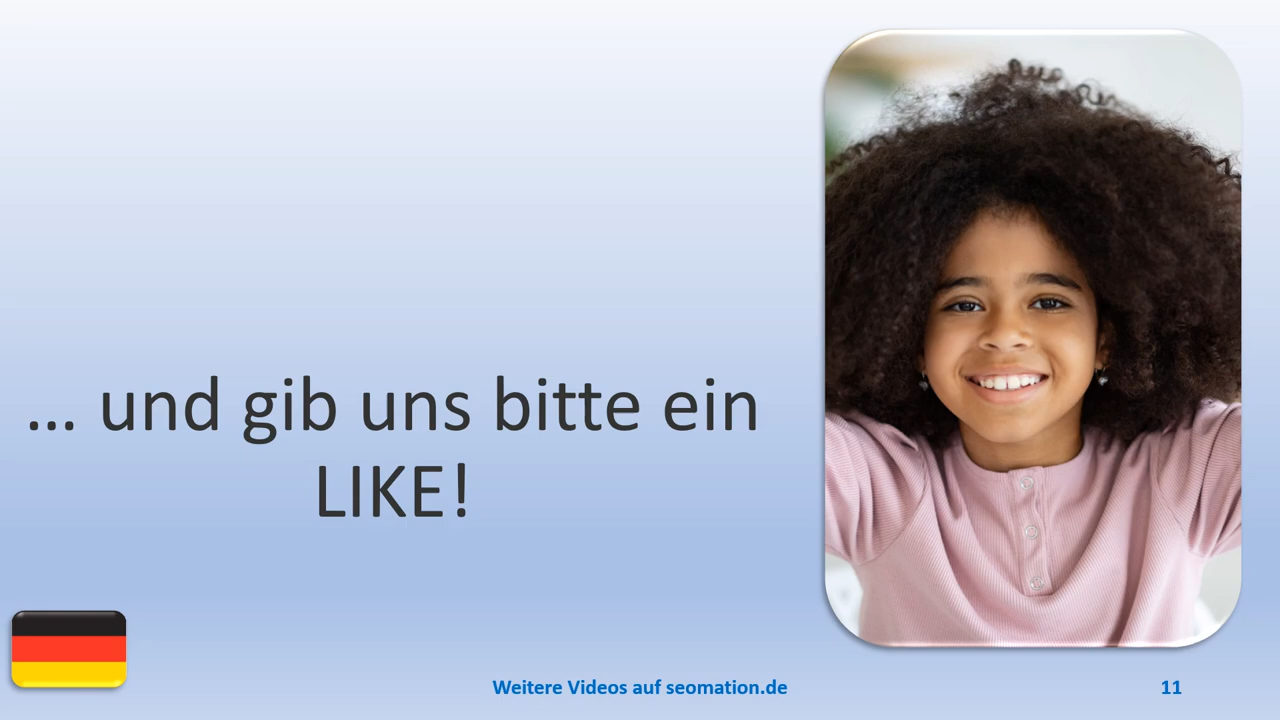 ... und gib uns bitte ein
LIKE!
Weitere Videos auf seomation.de
11